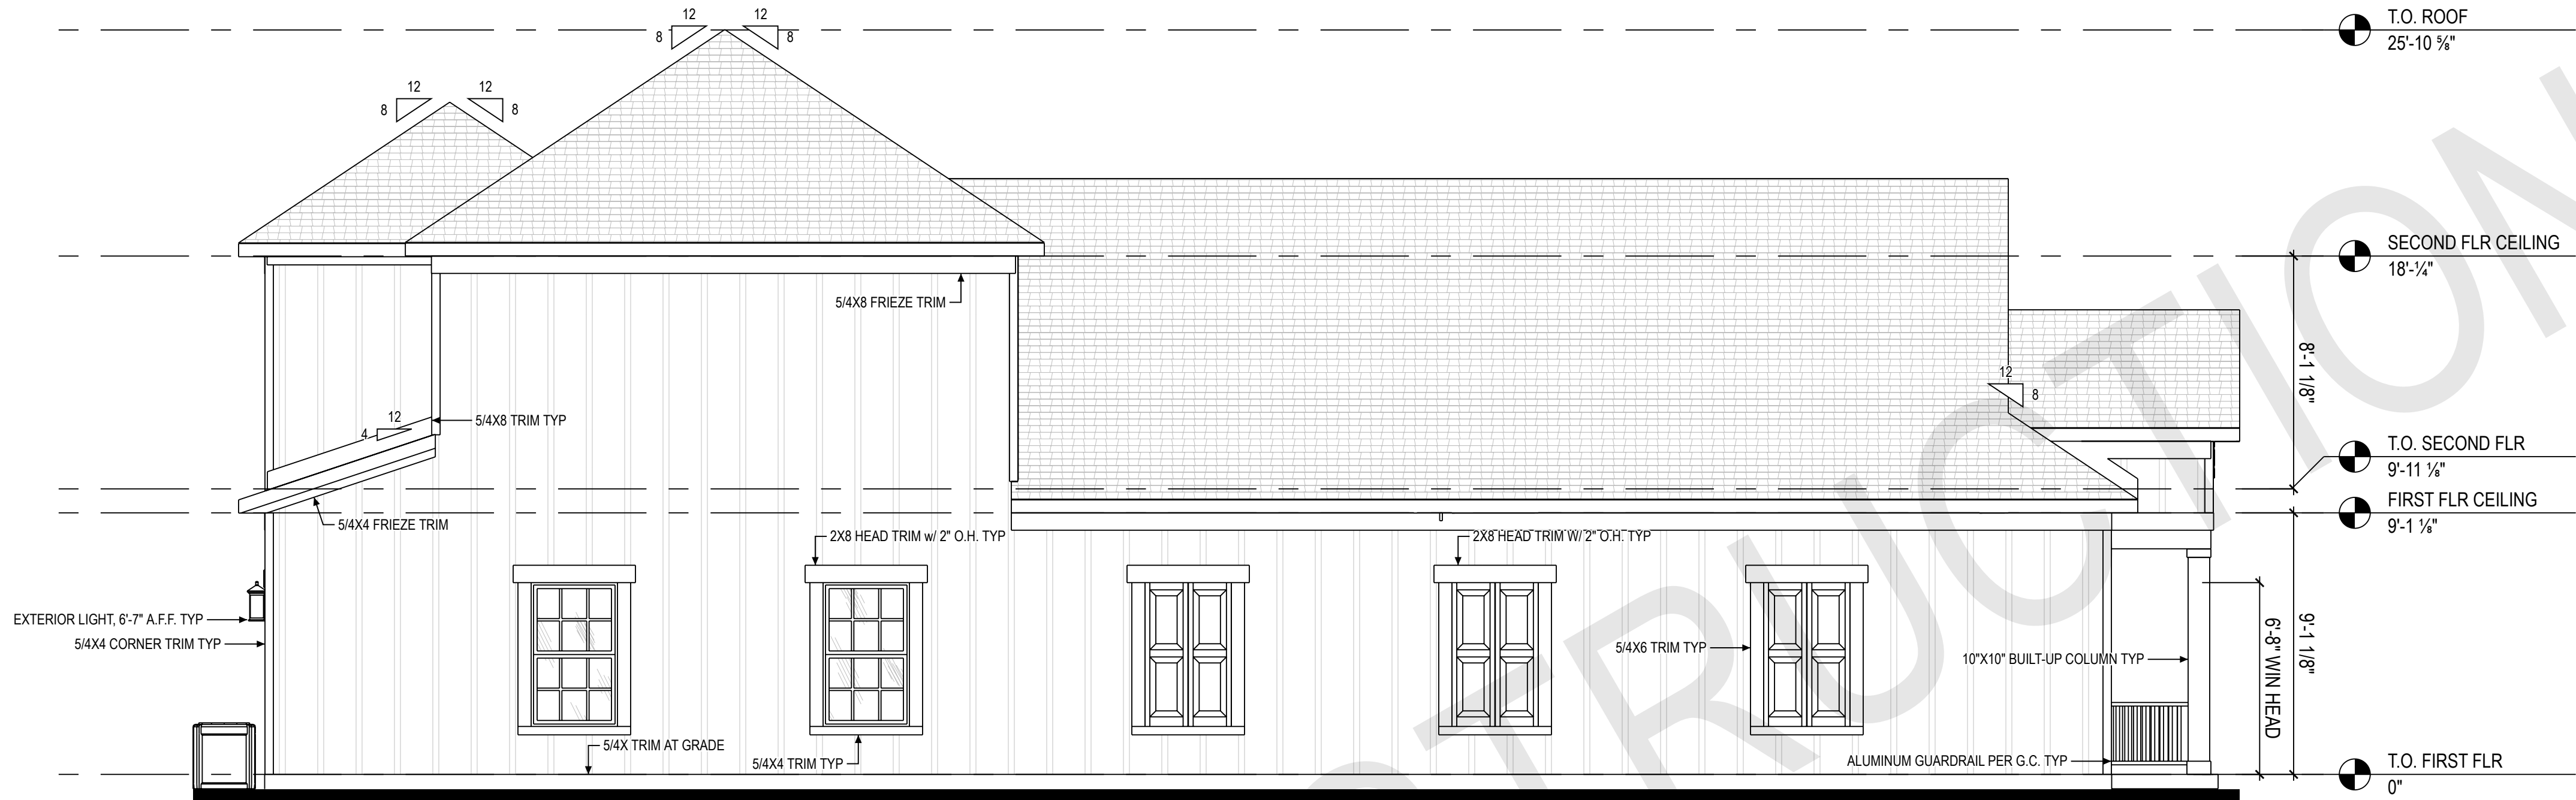 12
12
8
8
T.O. ROOF
25'-10 ⅝"
12
12
8
8
SECOND FLR CEILING
18'-¼"
5/4X8 FRIEZE TRIM
8'-1 1/8"
12
8
12
4
5/4X8 TRIM TYP
T.O. SECOND FLR
9'-11 ⅛"
FIRST FLR CEILING
9'-1 ⅛"
5/4X4 FRIEZE TRIM
2X8 HEAD TRIM w/ 2" O.H. TYP
2X8 HEAD TRIM W/ 2" O.H. TYP
EXTERIOR LIGHT, 6'-7" A.F.F. TYP
5/4X4 CORNER TRIM TYP
5/4X6 TRIM TYP
10"X10" BUILT-UP COLUMN TYP
6'-8" WIN HEAD
9'-1 1/8"
5/4X TRIM AT GRADE
5/4X4 TRIM TYP
ALUMINUM GUARDRAIL PER G.C. TYP
T.O. FIRST FLR
0"
TRUCTION